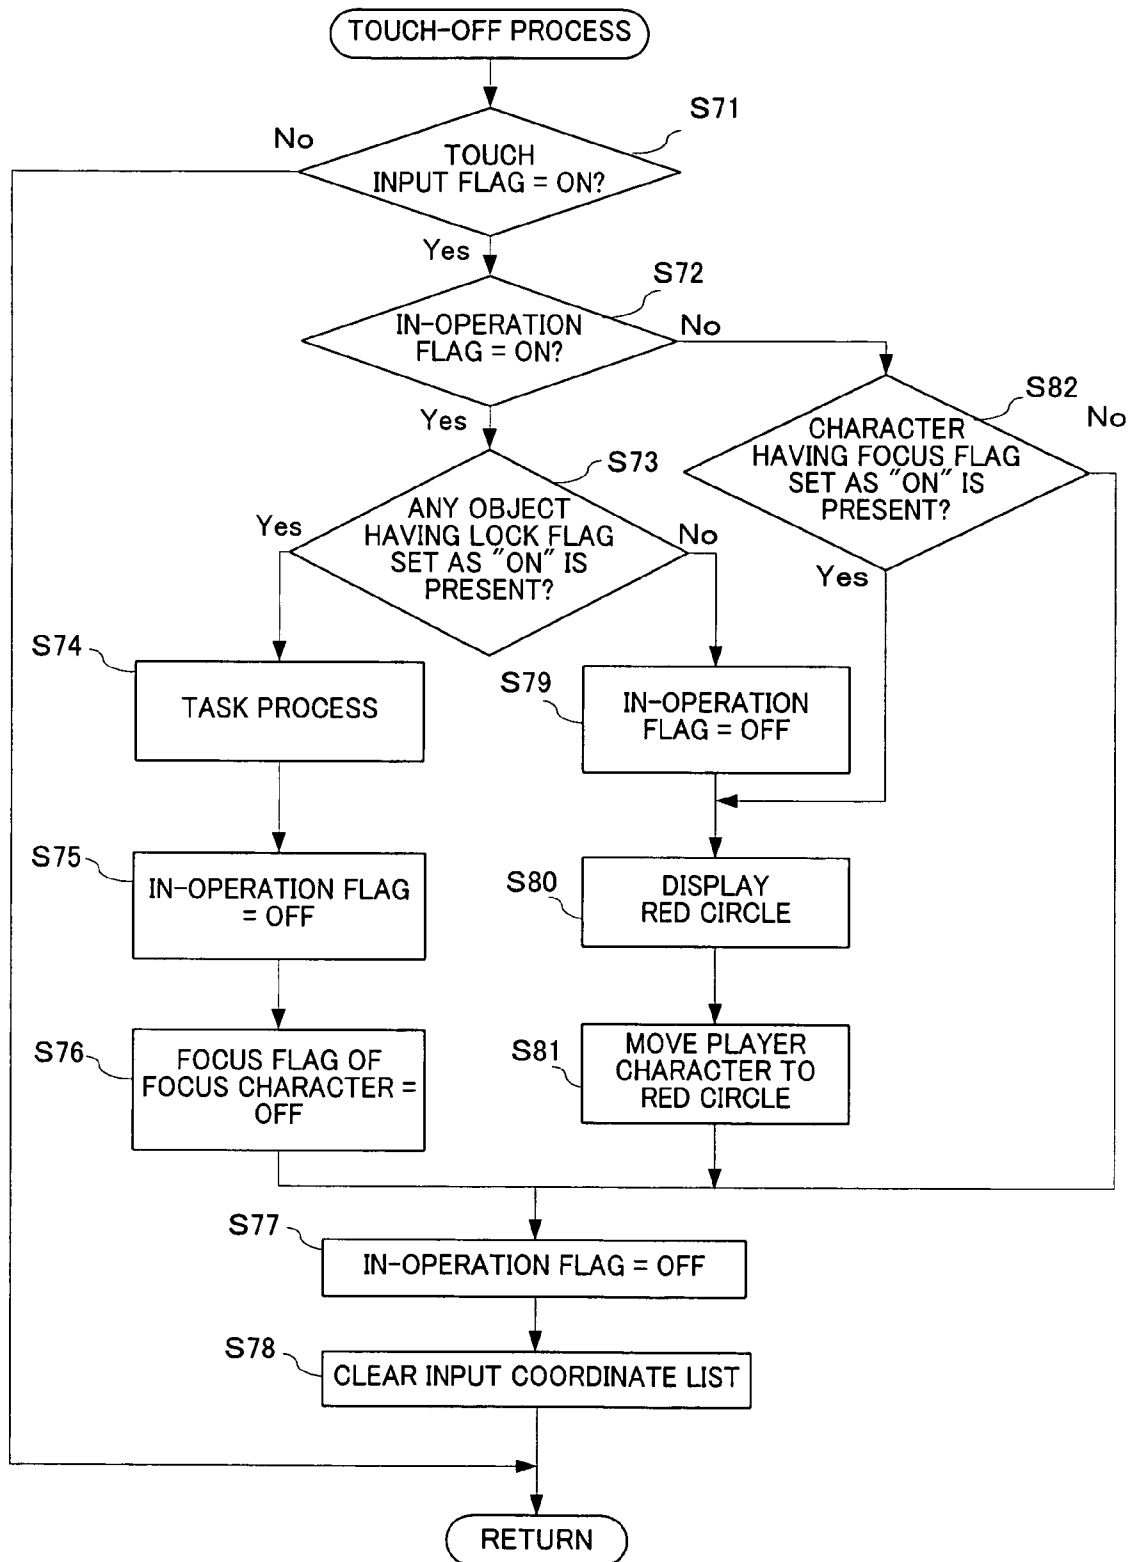 TOUCH-OFF PROCESS
S71
No
TOUCH
INPUT FLAG = ON?
Yes
S72
IN-OPERATION
FLAG = ON?
No
Yes
S82
No
CHARACTER
HAVING FOCUS FLAG
SET AS "ON" IS
PRESENT?
Yes
S73
ANY OBJECT
HAVING LOCK FLAG
SET AS "ON" IS
PRESENT?
Yes
No
S74
TASK PROCESS
S79
IN-OPERATION
FLAG = OFF
S75
IN-OPERATION FLAG
= OFF
S80
DISPLAY
RED CIRCLE
S76
FOCUS FLAG OF
FOCUS CHARACTER =
OFF
S81
MOVE PLAYER
CHARACTER TO
RED CIRCLE
S77
IN-OPERATION FLAG = OFF
S78
CLEAR INPUT COORDINATE LIST
RETURN